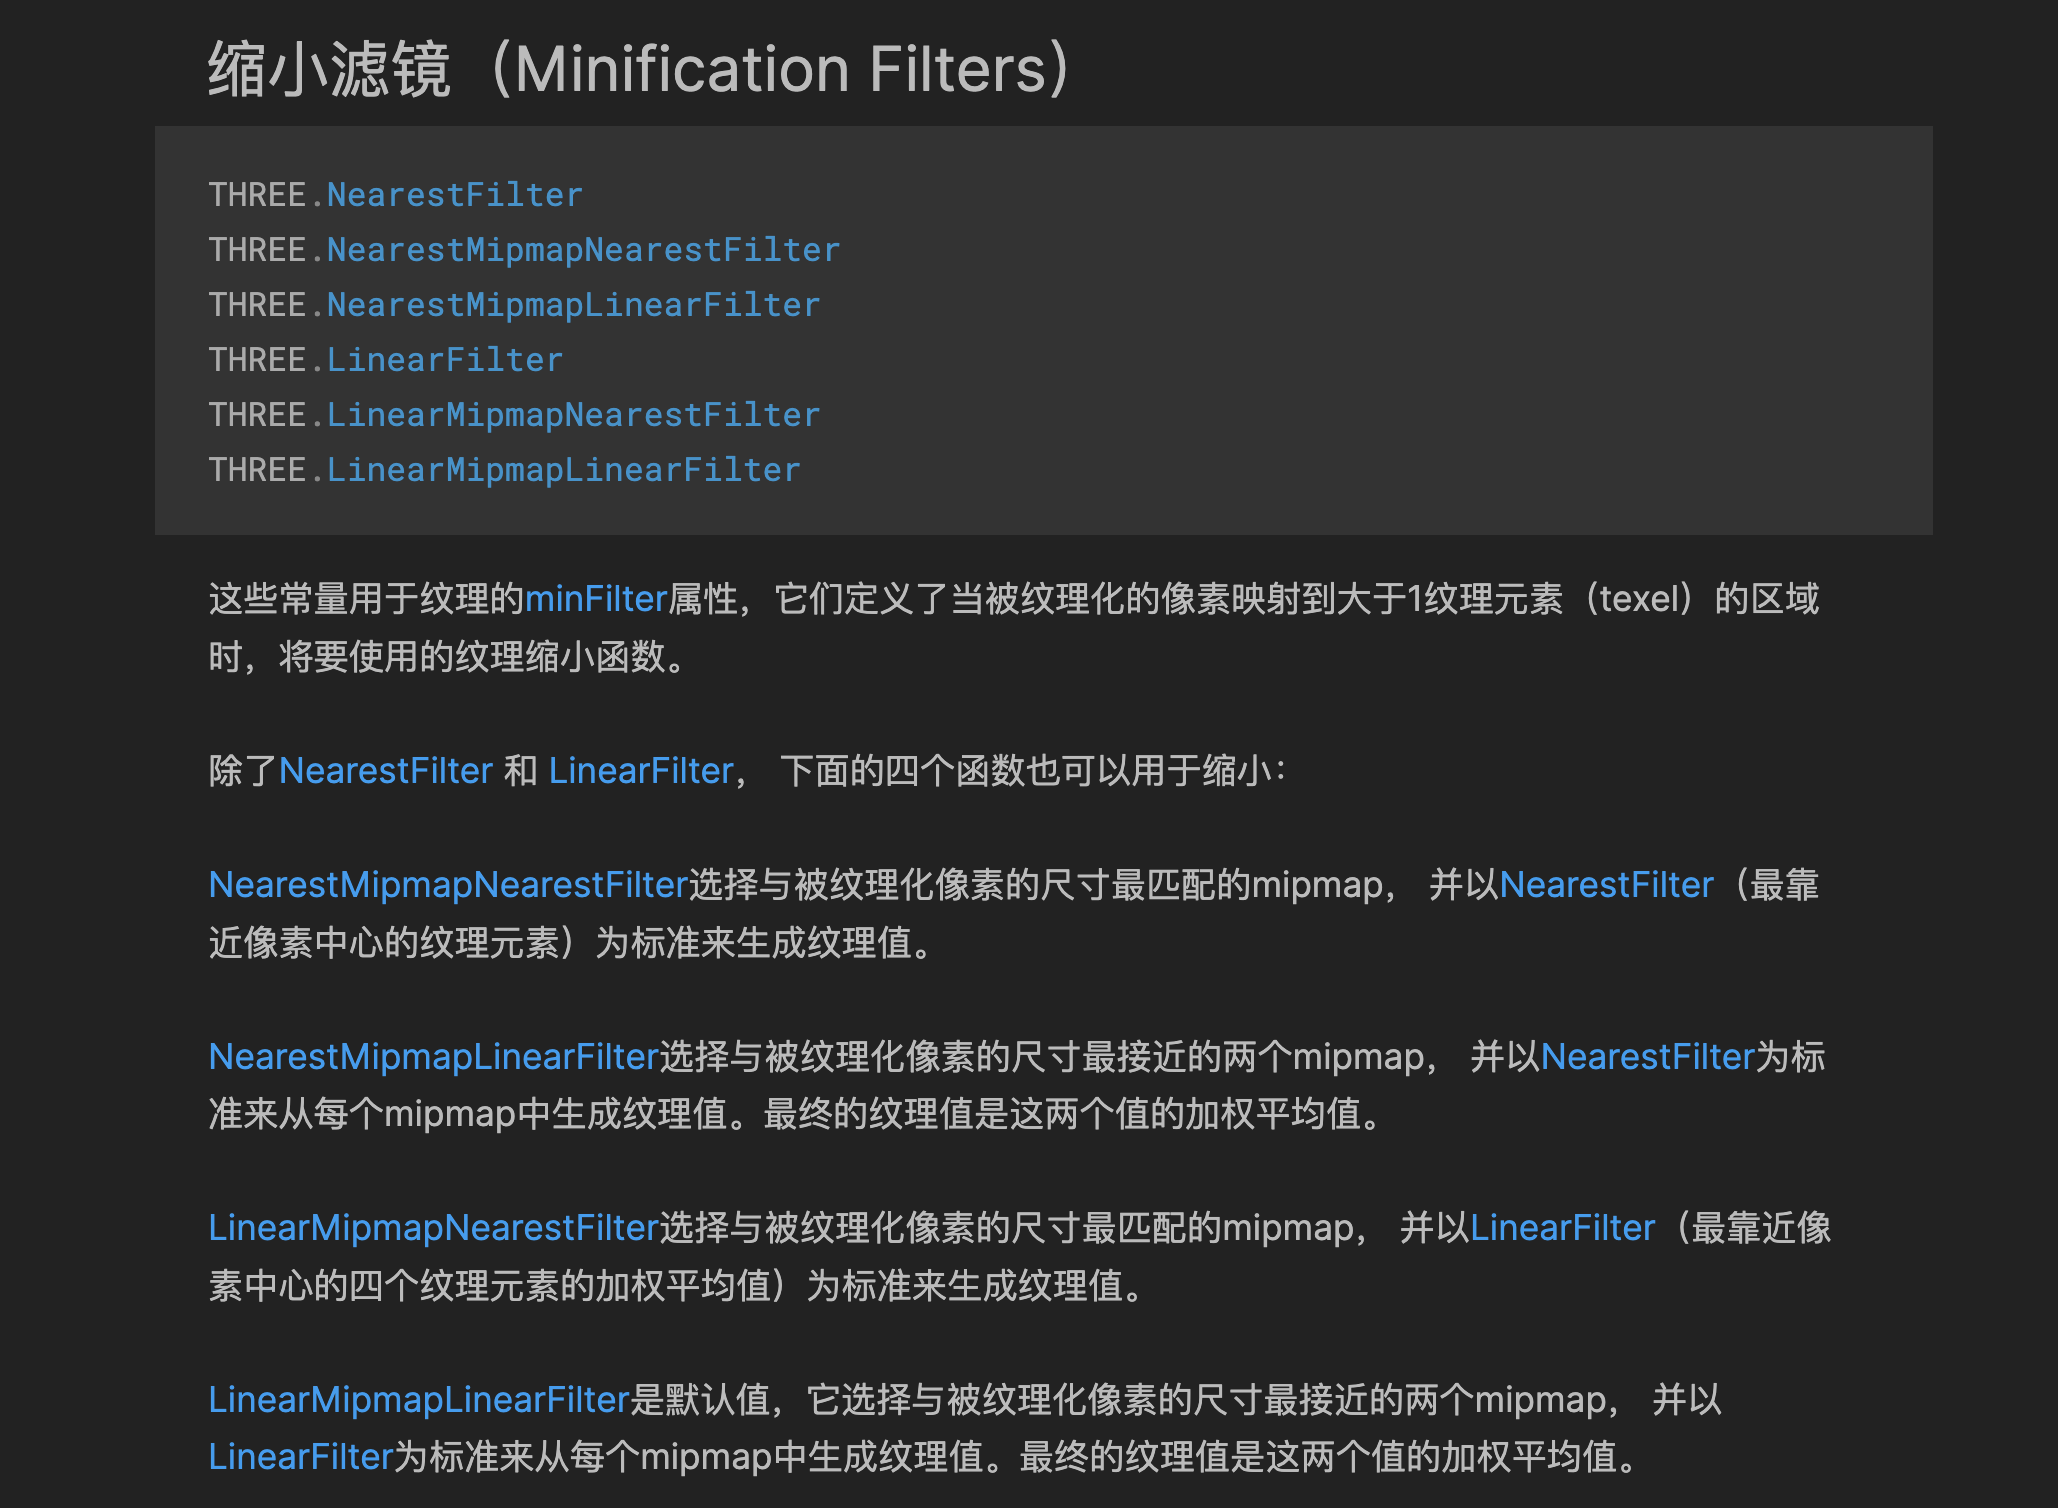 缩小滤镜（Minification Filters）
THREE.NearestFilter
THREE.NearestMipmapNearestFilter
THREE.NearestMipmapLinearFilter
THREE.LinearFilter
THREE.LinearMipmapNearestFilter
THREE.LinearMipmapLinearFilter
这些常量用于纹理的minFilter属性，它们定义了当被纹理化的像素映射到大于1纹理元素（texel）的区域
时，将要使用的纹理缩小函数。
除了NearestFilter 和 LinearFilter， 下面的四个函数也可以用于缩小：
NearestMipmapNearestFilter选择与被纹理化像素的尺寸最匹配的mipmap， 并以NearestFilter（最靠
近像素中心的纹理元素）为标准来生成纹理值。
NearestMipmapLinearFilter选择与被纹理化像素的尺寸最接近的两个mipmap， 并以NearestFilter为标
准来从每个mipmap中生成纹理值。最终的纹理值是这两个值的加权平均值。
LinearMipmapNearestFilter选择与被纹理化像素的尺寸最匹配的mipmap， 并以LinearFilter（最靠近像
素中心的四个纹理元素的加权平均值）为标准来生成纹理值。
LinearMipmapLinearFilter是默认值，它选择与被纹理化像素的尺寸最接近的两个mipmap， 并以
LinearFilter为标准来从每个mipmap中生成纹理值。最终的纹理值是这两个值的加权平均值。